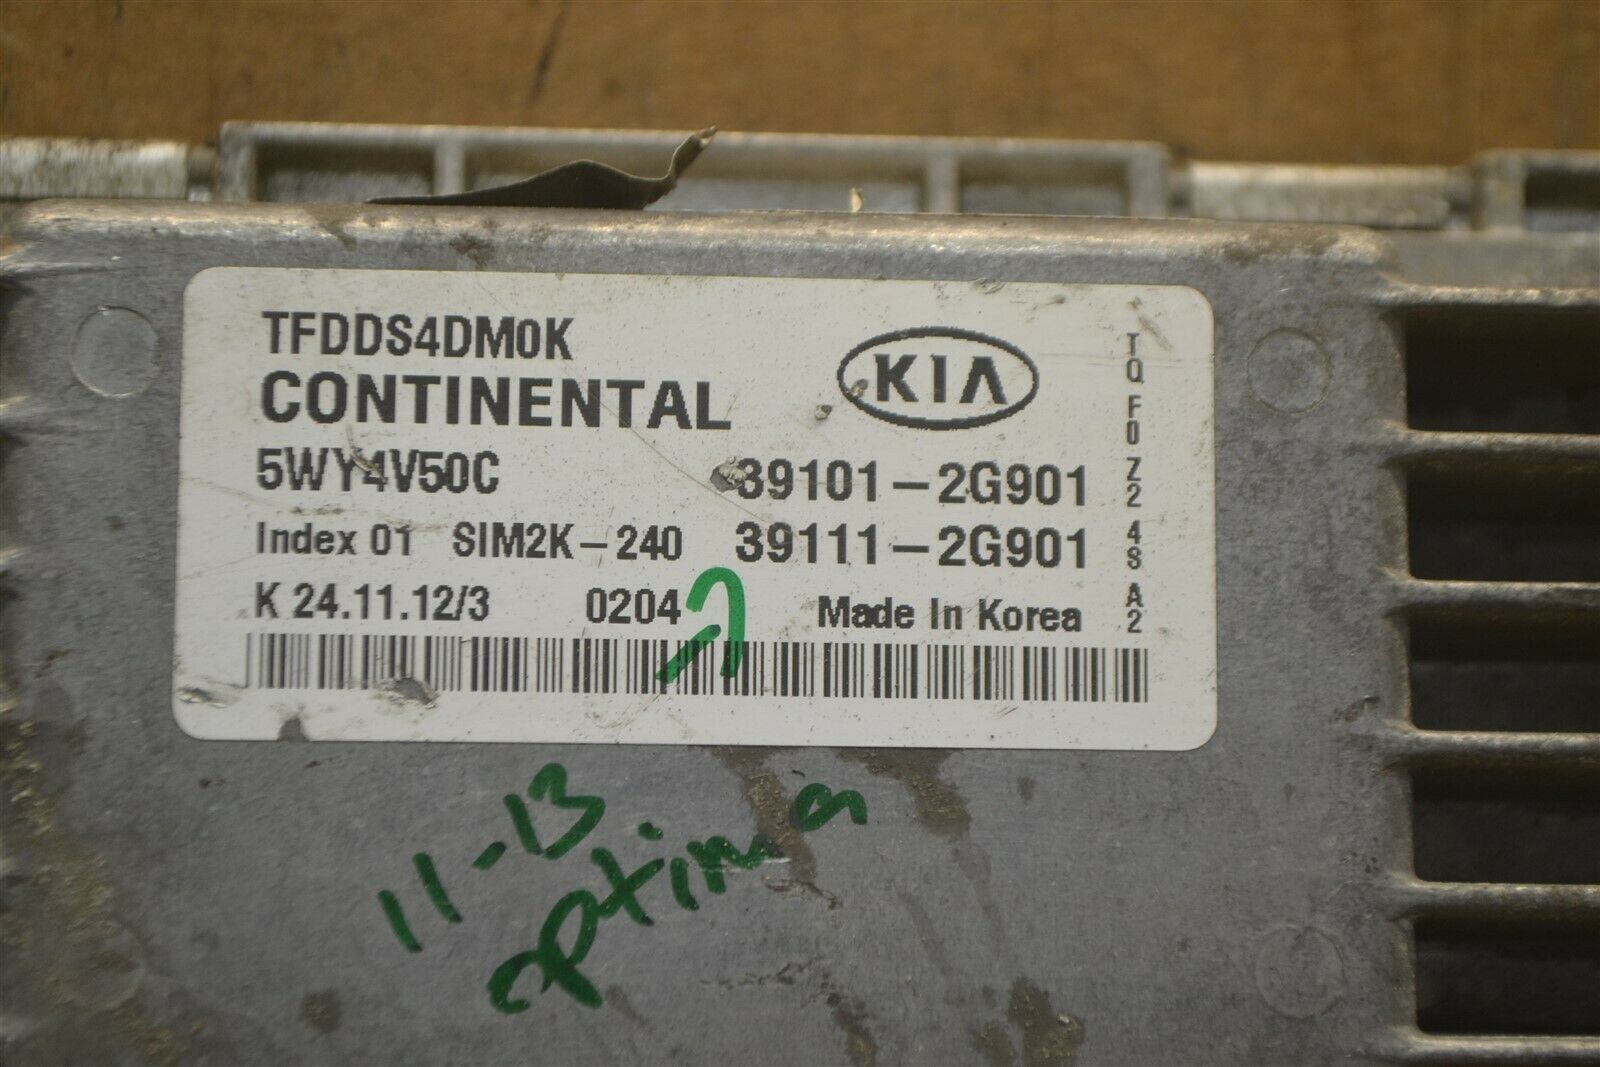 TFDDS4DM0K
CONTINENTAL
KIA
5WY4V50C
39101-2G901
Index 01 SIM2K-240 39111-2G901
K 24.11.12/3 0204 Made In Korea
TQ F0 Z2 4S A2
11-13
optima